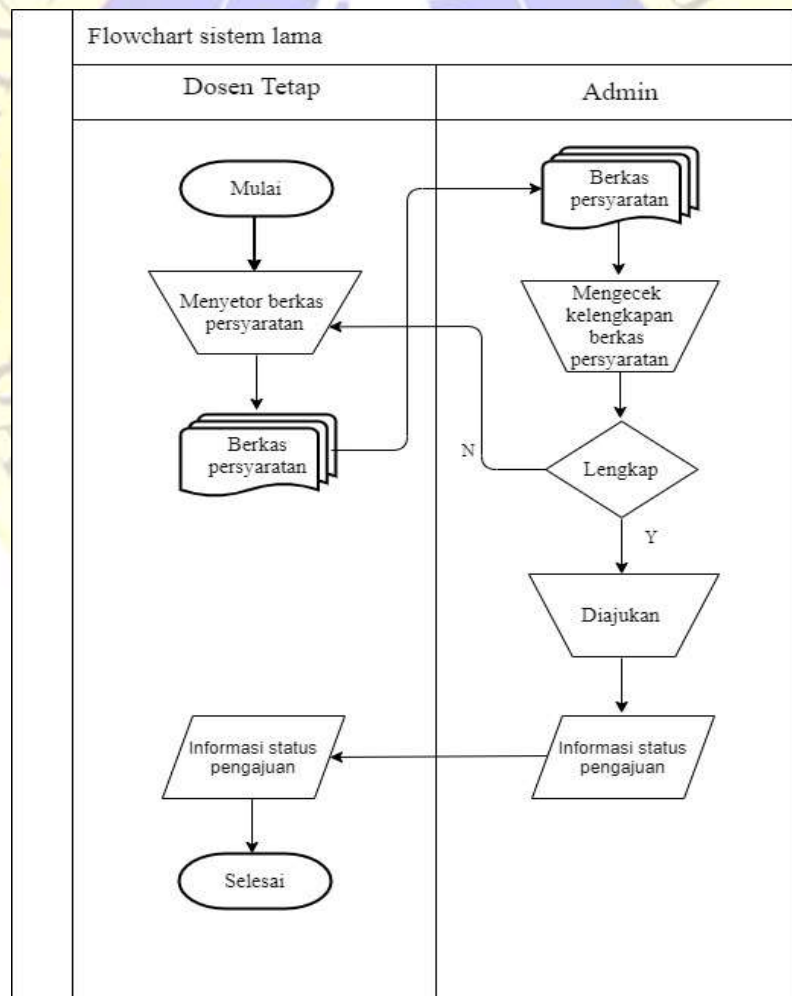 Flowchart sistem lama
Dosen Tetap
Admin
Mulai
Menyetor berkas
persyaratan
Berkas
persyaratan
Berkas
persyaratan
Mengecek
kelengkapan
berkas
persyaratan
Lengkap
N
Y
Diajukan
Informasi status
pengajuan
Informasi status
pengajuan
Selesai